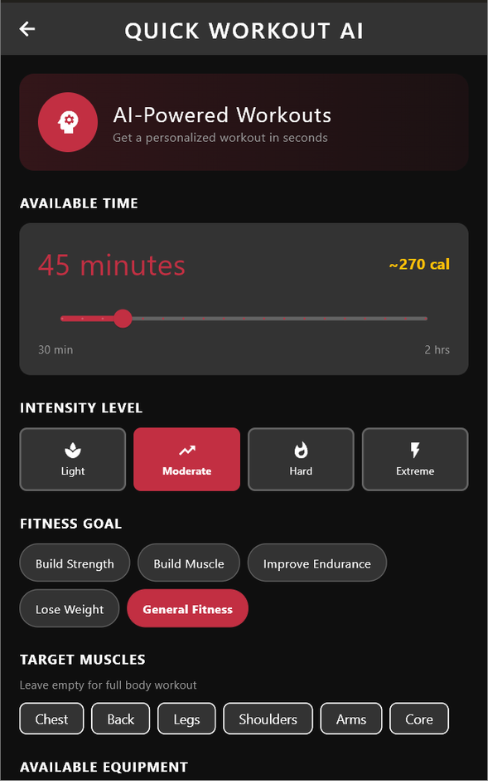 QUICK WORKOUT AI
AI-Powered Workouts
Get a personalized workout in seconds
AVAILABLE TIME
45 minutes
~270 cal
30 min
2 hrs
INTENSITY LEVEL
Light
Moderate
Hard
Extreme
FITNESS GOAL
Build Strength
Build Muscle
Improve Endurance
Lose Weight
General Fitness
TARGET MUSCLES
Leave empty for full body workout
Chest
Back
Legs
Shoulders
Arms
Core
AVAILABLE EQUIPMENT